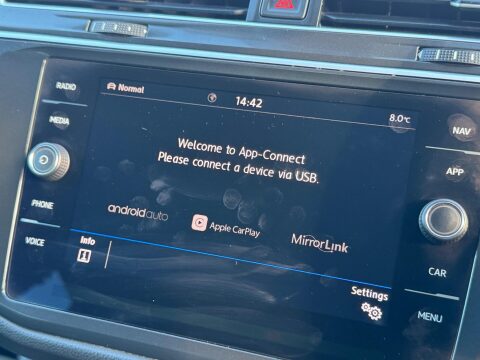 RADIO
Normal
14:42
8.0°C
NAV
MEDIA
Welcome to App-Connect
Please connect a device via USB.
APP
PHONE
androidauto
Apple CarPlay
MirrorLink
VOICE
Info
Settings
CAR
MENU